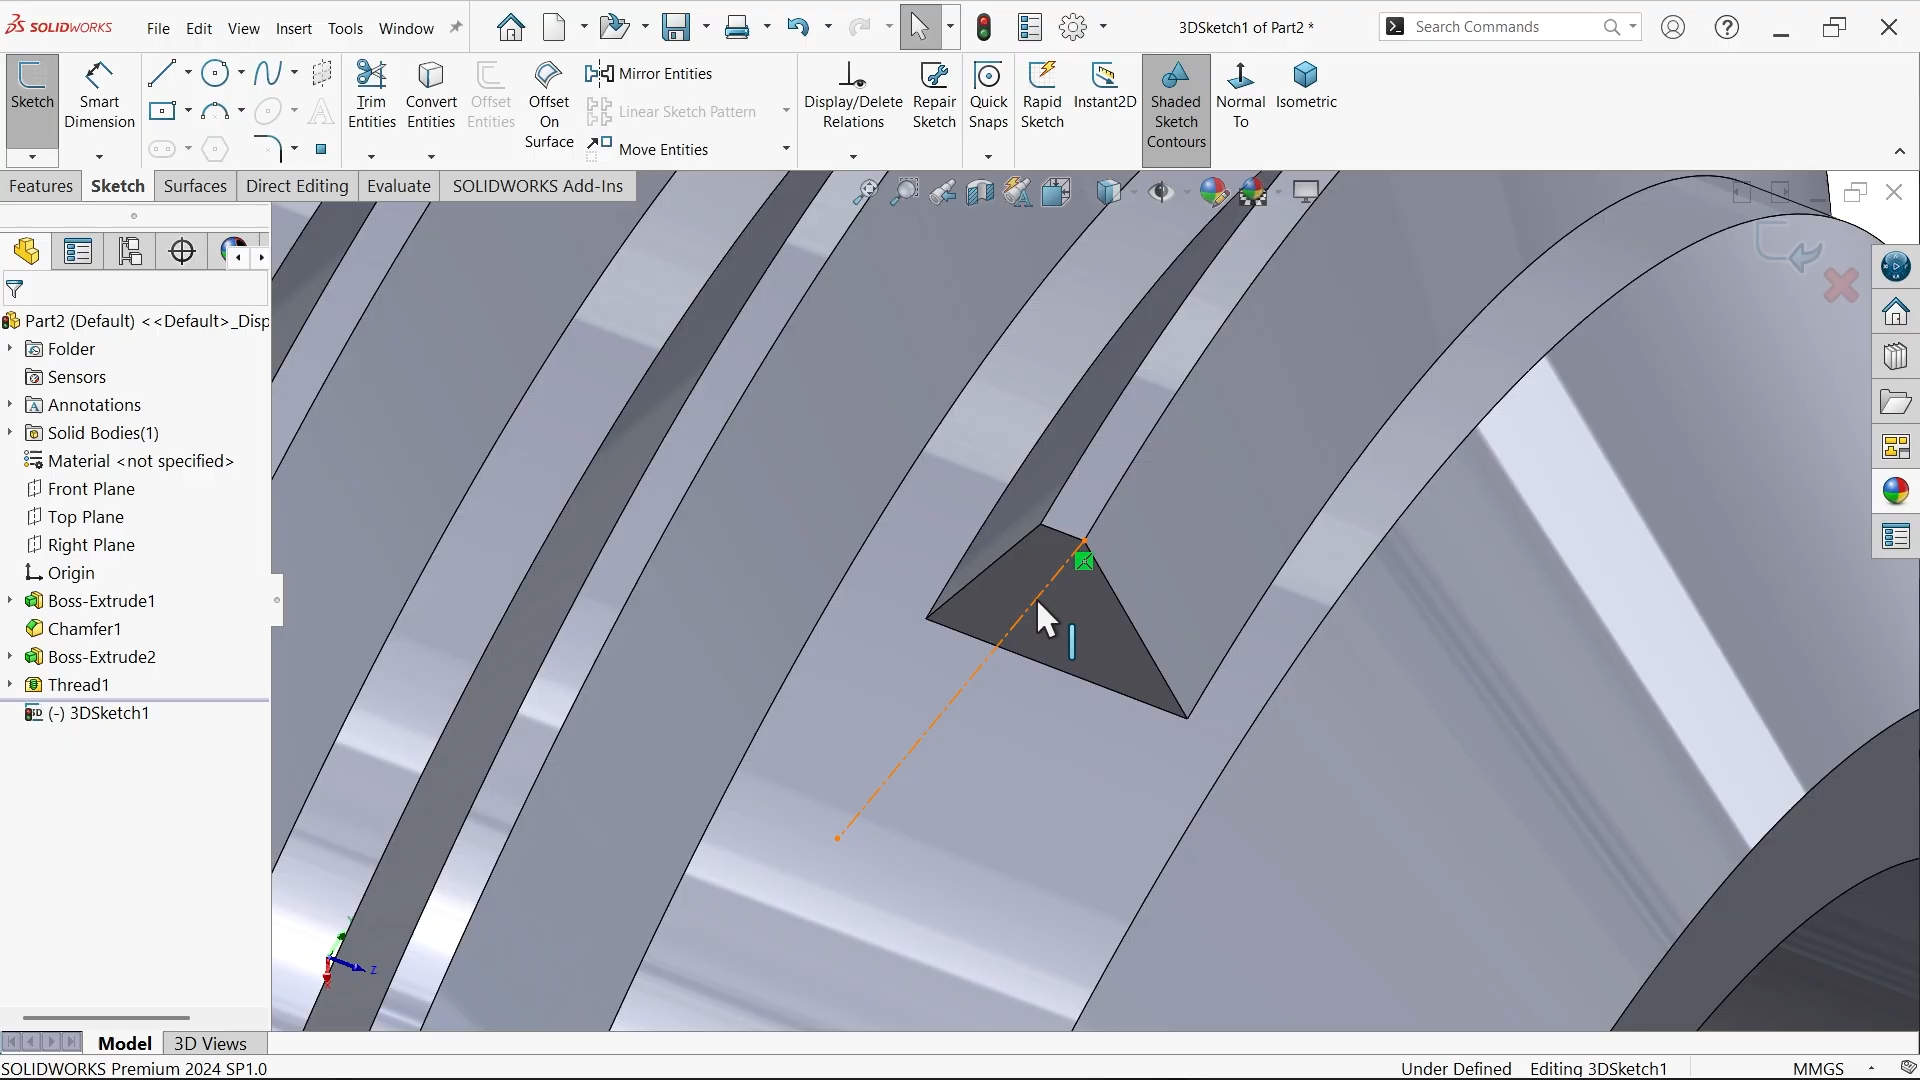 SOLIDWORKS File Edit View Insert Tools Window 3DSketch1 of Part2 * Search Commands
Sketch
Smart Dimension
Trim Entities
Convert Entities
Offset Entities
Offset On Surface
Mirror Entities
Linear Sketch Pattern
Move Entities
Display/Delete Relations
Repair Sketch
Quick Snaps
Rapid Sketch
Instant2D
Shaded Sketch Contours
Normal To
Isometric
Features Sketch Surfaces Direct Editing Evaluate SOLIDWORKS Add-Ins
Part2 (Default) <<Default>_Disp
Folder
Sensors
Annotations
Solid Bodies(1)
Material <not specified>
Front Plane
Top Plane
Right Plane
Origin
Boss-Extrude1
Chamfer1
Boss-Extrude2
Thread1
(-) 3DSketch1
Z
Model 3D Views
SOLIDWORKS Premium 2024 SP1.0 Under Defined Editing 3DSketch1 MMGS